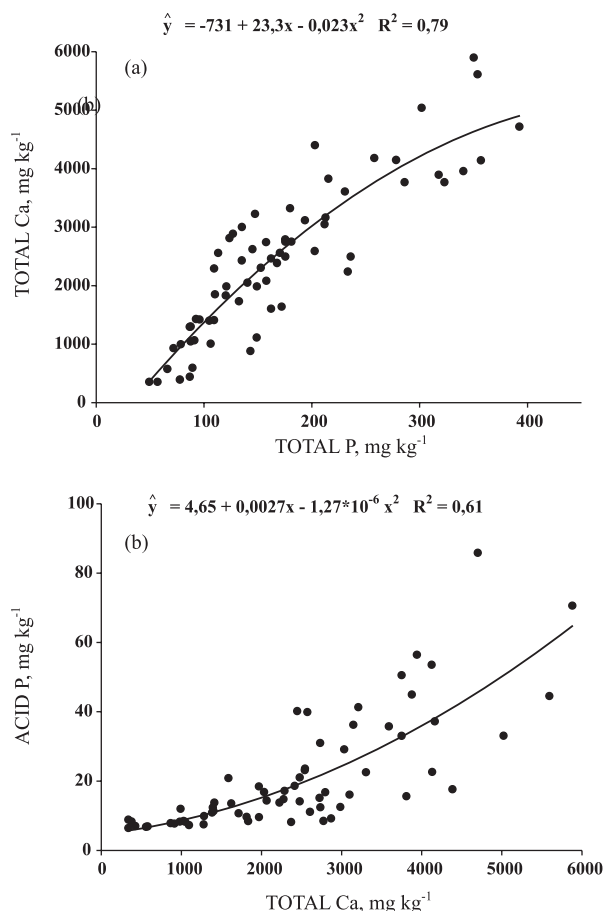 ŷ = -731 + 23,3x - 0,023x² R² = 0,79
6000
(a)
5000
(b)
4000
3000
2000
1000
0
TOTAL Ca, mg kg⁻¹
0 100 200 300 400
TOTAL P, mg kg⁻¹
ŷ = 4,65 + 0,0027x - 1,27*10⁻⁶ x² R² = 0,61
100
(b)
80
60
40
20
0
ACID P, mg kg⁻¹
0 1000 2000 3000 4000 5000 6000
TOTAL Ca, mg kg⁻¹